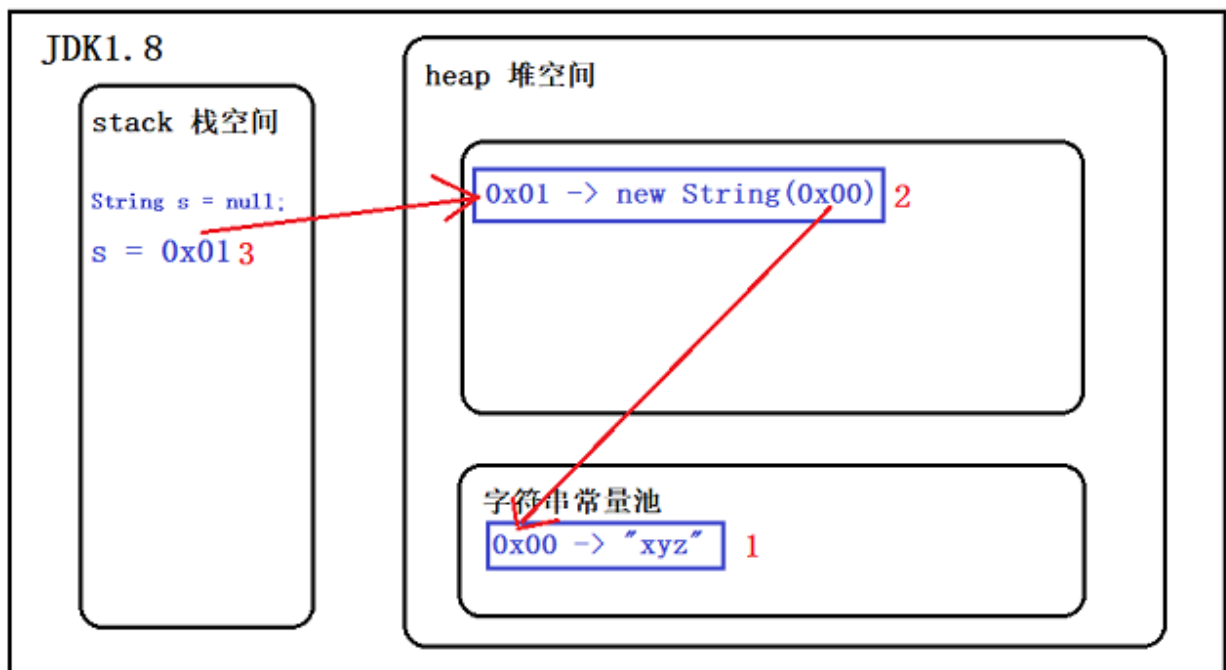 JDK1.8
stack 栈空间
String s = null;
s = 0x01 3
heap 堆空间
0x01 -> new String(0x00) 2
字符串常量池
0x00 -> "xyz" 1